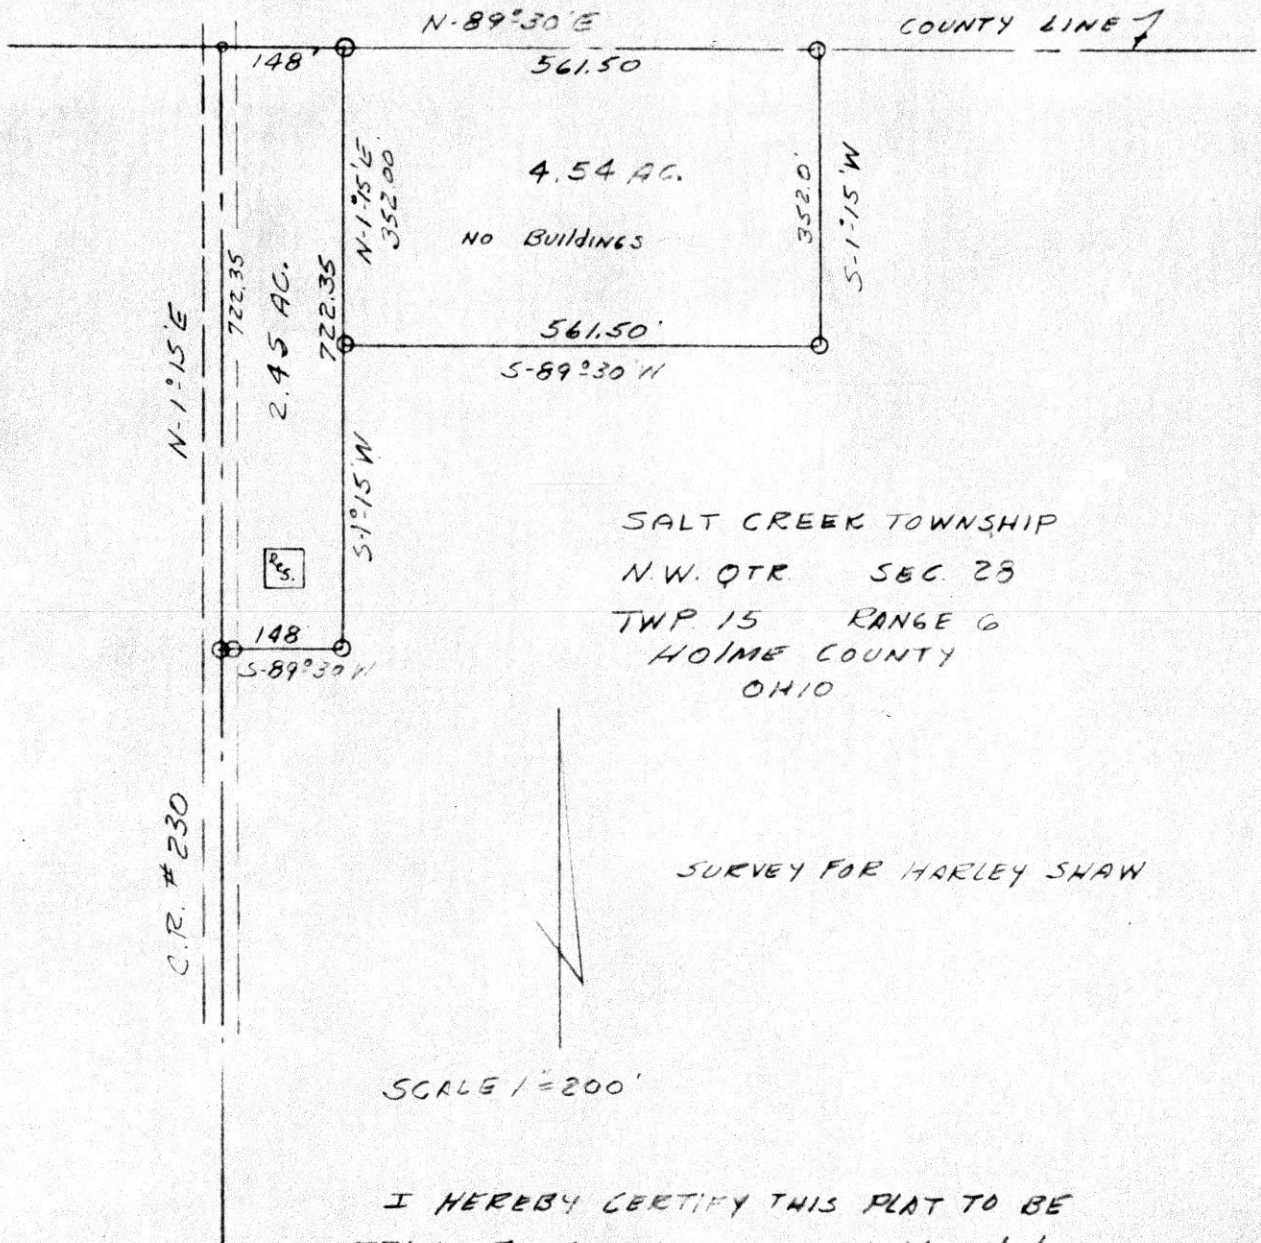 N-89°30'E
COUNTY LINE
148'
561.50
N-1°-15'E
352.00
4.54 AC.
NO BUILDINGS
352.0'
S-1°-15'W
722.35
2.45 AC.
722.35
N-1°-15'E
561.50'
S-89°30'W
S-1°-15'W
Res.
148
S-89°30'W
SALT CREEK TOWNSHIP
N.W. QTR. SEC. 28
TWP. 15 RANGE 6
HOLME COUNTY
OHIO
C.R. #230
SURVEY FOR HARLEY SHAW
SCALE 1"=200'
I HEREBY CERTIFY THIS PLAT TO BE